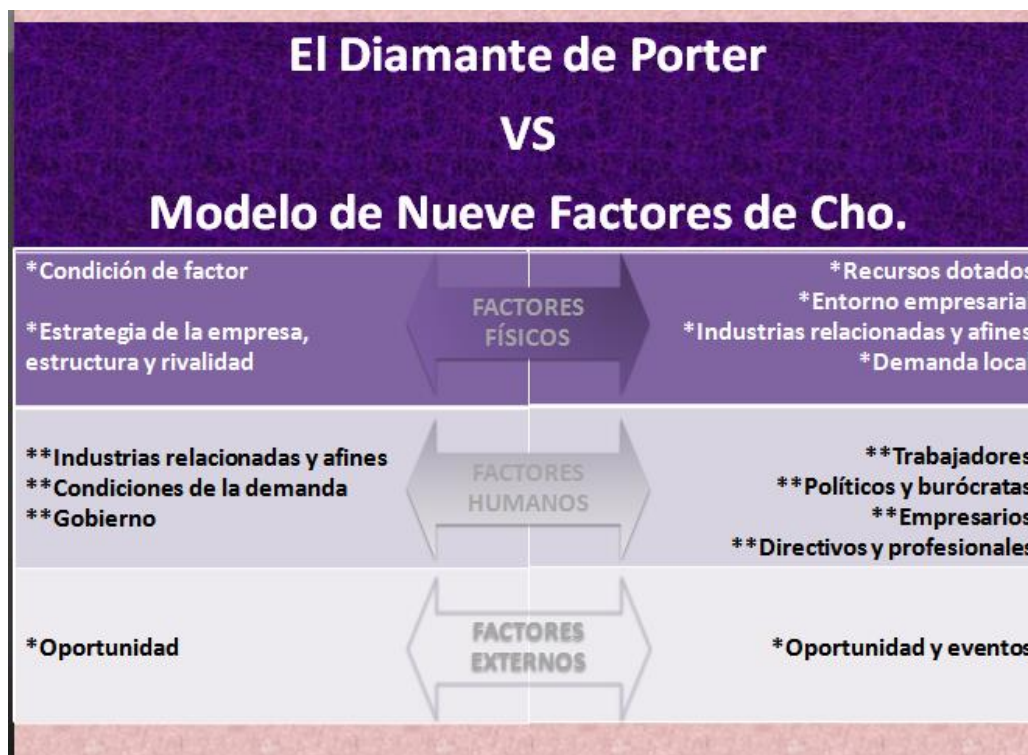 El Diamante de Porter
VS
Modelo de Nueve Factores de Cho.
*Condición de factor
*Estrategia de la empresa,
estructura y rivalidad
FACTORES
FÍSICOS
*Recursos dotados
*Entorno empresaria
*Industrias relacionadas y afines
*Demanda loca
**Industrias relacionadas y afines
**Condiciones de la demanda
**Gobierno
FACTORES
HUMANOS
**Trabajadores
**Políticos y burócratas
**Empresarios
**Directivos y profesionales
*Oportunidad
FACTORES
EXTERNOS
*Oportunidad y eventos